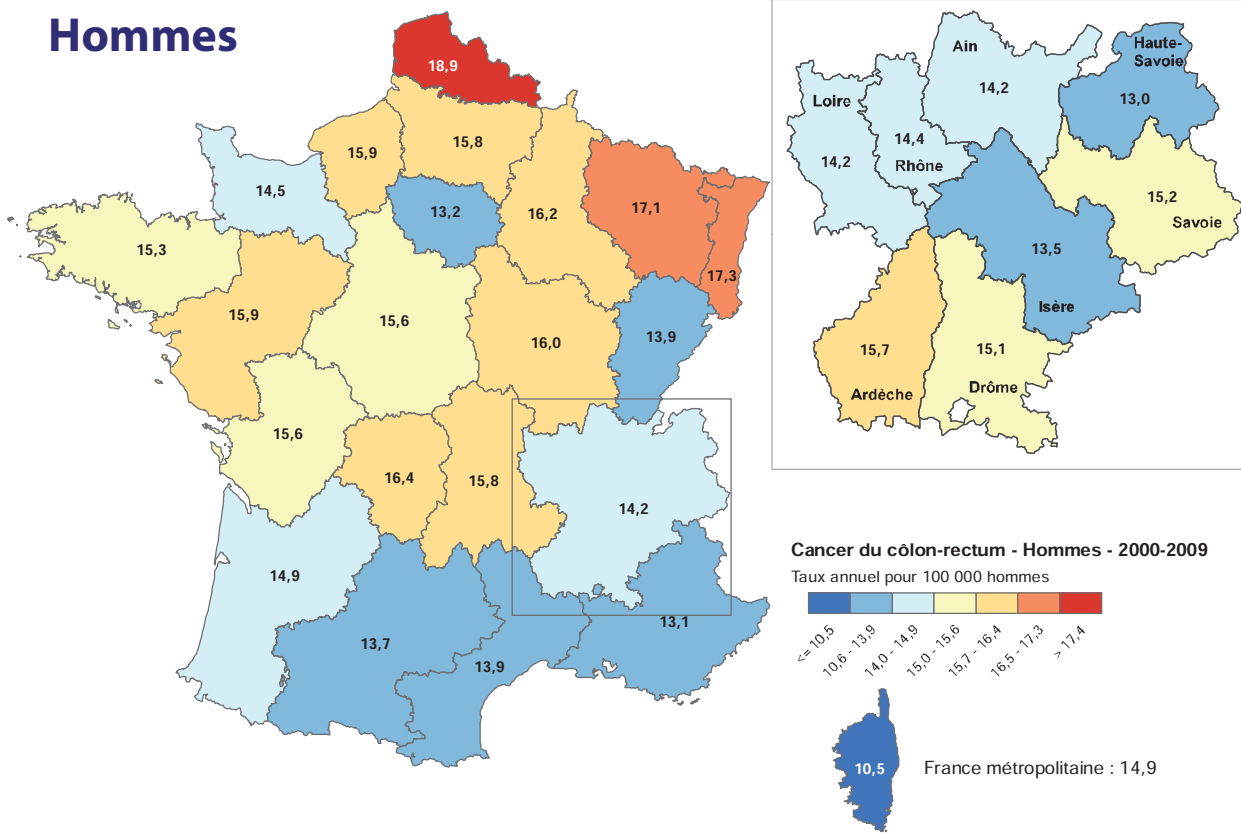 Hommes
18,9
15,9
15,8
14,5
13,2
16,2
17,1
17,3
15,3
15,9
15,6
16,0
13,9
15,6
16,4
15,8
14,2
14,9
13,7
13,9
13,1
Ain
Haute-
Savoie
14,2
13,0
Loire
14,4
14,2
Rhône
15,2
Savoie
13,5
Isère
15,7
15,1
Ardèche
Drôme
Cancer du côlon-rectum - Hommes - 2000-2009
Taux annuel pour 100 000 hommes
<= 10,5
10,6 - 13,9
14,0 - 14,9
15,0 - 15,6
15,7 - 16,4
16,5 - 17,3
> 17,4
10,5
France métropolitaine : 14,9